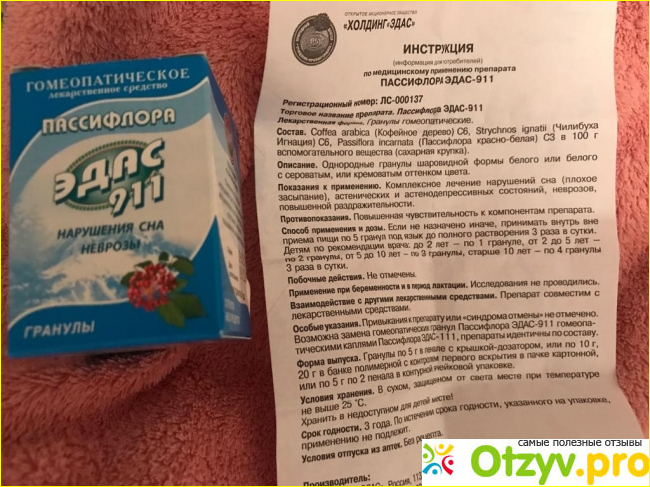 ГОМЕОПАТИЧЕСКОЕ
лекарственное средство
ПАССИФЛОРА
ЭДАС
911
НАРУШЕНИЯ СНА
НЕВРОЗЫ
ГРАНУЛЫ
ОТКРЫТОЕ АКЦИОНЕРНОЕ ОБЩЕСТВО
«ХОЛДИНГ«ЭДАС»
ИНСТРУКЦИЯ
(информация для потребителей)
по медицинскому применению препарата
ПАССИФЛОРА ЭДАС-911
Регистрационный номер: ЛС-000137
Торговое название препарата. Пассифлора ЭДАС-911
Лекарственная форма. Гранулы гомеопатические.
Состав. Coffea arabica (Кофейное дерево) С6, Strychnos ignatii (Чилибуха
Игнация) С6, Passiflora incarnata (Пассифлора красно-белая) С3 в 100 г
вспомогательного вещества (сахарная крупка).
Описание. Однородные гранулы шаровидной формы белого или белого
с сероватым, или кремоватым оттенком цвета.
Показания к применению. Комплексное лечение нарушений сна (плохое
засыпание), астенических и астенодепрессивных состояний, неврозов,
повышенной раздражительности.
Противопоказания. Повышенная чувствительность к компонентам препарата.
Способ применения и дозы. Если не назначено иначе, принимать внутрь вне
приема пищи по 5 гранул под язык до полного растворения 3 раза в сутки.
Детям по рекомендации врача: до 2 лет – по 1 грануле, от 2 до 5 лет –
по 2 гранулы, от 5 до 10 лет – по 3 гранулы, старше 10 лет – по 4 гранулы
3 раза в сутки.
Побочные действия. Не отмечены.
Применение при беременности и в период лактации. Исследования не проводились.
Взаимодействие с другими лекарственными средствами. Препарат совместим с
лекарственными средствами.
Особые указания. Привыкания к препарату или «синдрома отмены» не отмечено.
Возможна замена гомеопатических гранул Пассифлора ЭДАС-911 гомеопа-
тическими каплями Пассифлора ЭДАС-111, препараты идентичны по составу.
Форма выпуска. Гранулы по 5 г в пенале с крышкой-дозатором, или по 10 г,
20 г в банке полимерной с контролем первого вскрытия в пачке картонной,
или по 5 г по 2 пенала в контурной ячейковой упаковке.
Условия хранения. В сухом, защищенном от света месте при температуре
не выше 25 °С.
Хранить в недоступном для детей месте!
Срок годности. 3 года. По истечении срока годности, указанного на упаковке,
применению не подлежит.
Условия отпуска из аптек. Без рецепта.
Производитель:
ЭДАС», Россия,
самые полезные отзывы
Otzyv.pro